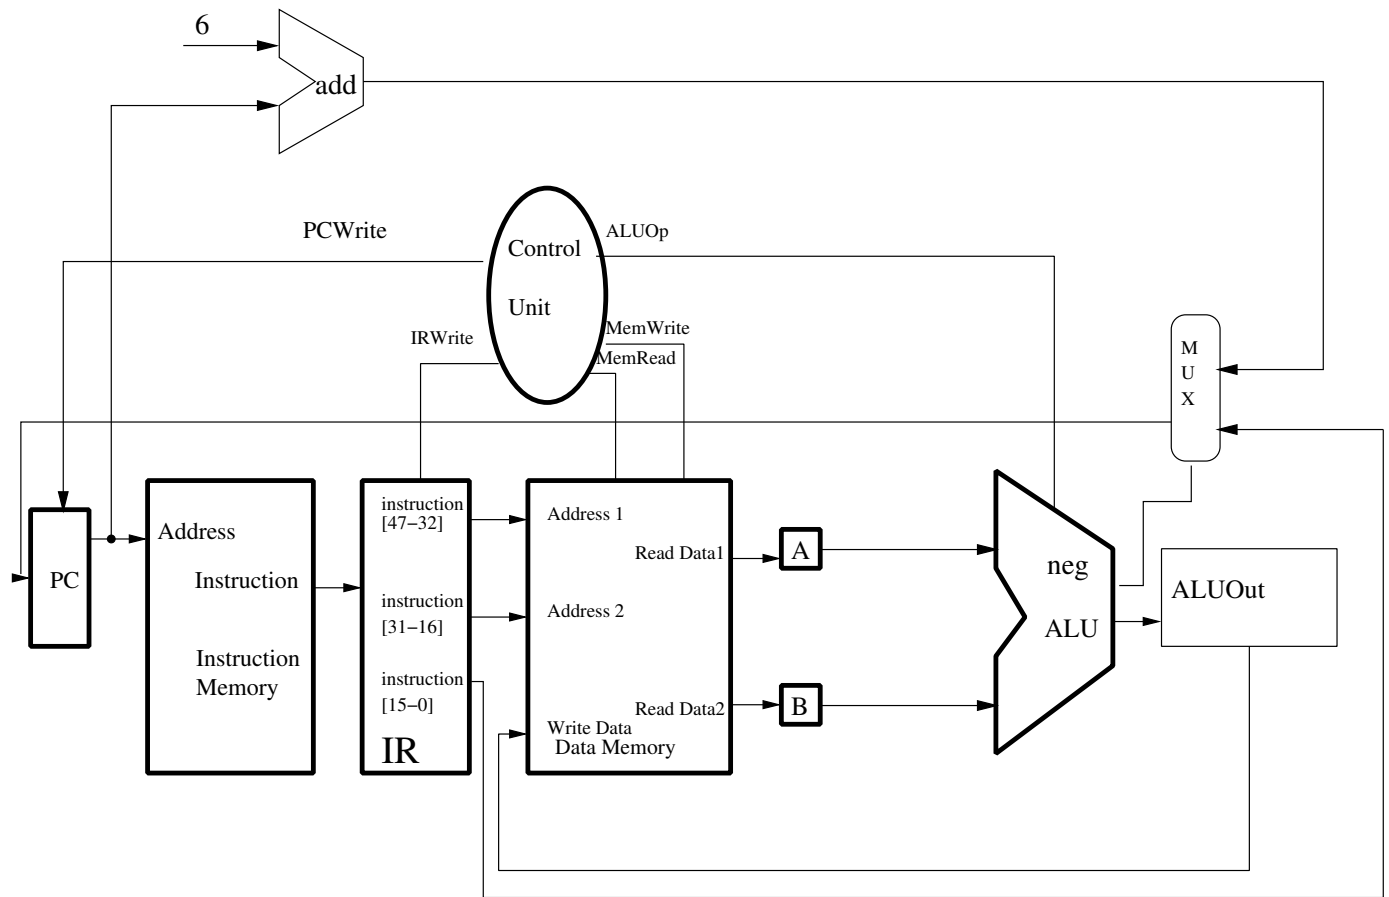 6
add
PCWrite
Control
Unit
ALUOp
IRWrite
MemWrite
MemRead
M
U
X
PC
Address
Instruction
Instruction
Memory
instruction
[47−32]
instruction
[31−16]
instruction
[15−0]
IR
Address 1
Read Data1
Address 2
Read Data2
Write Data
Data Memory
A
B
neg
ALU
ALUOut